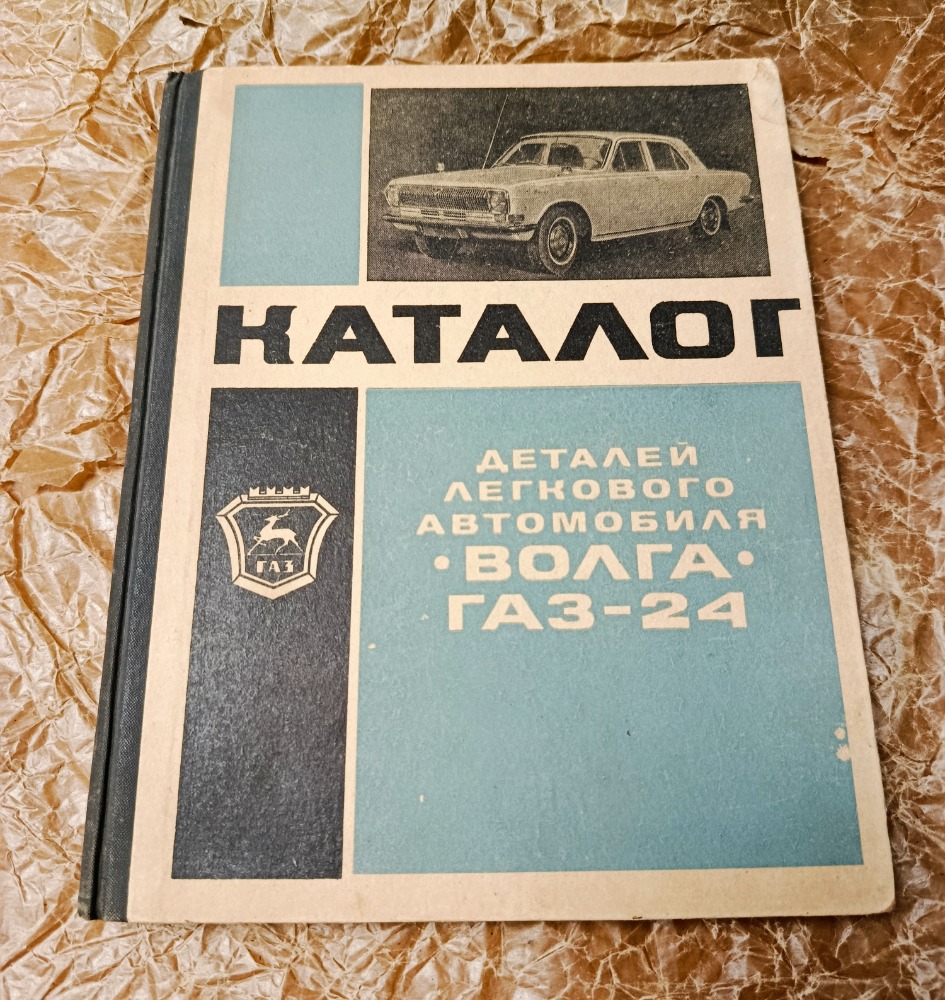 КАТАЛОГ
ДЕТАЛЕЙ
ЛЕГКОВОГО
АВТОМОБИЛЯ
·ВОЛГА·
ГАЗ-24
ГАЗ